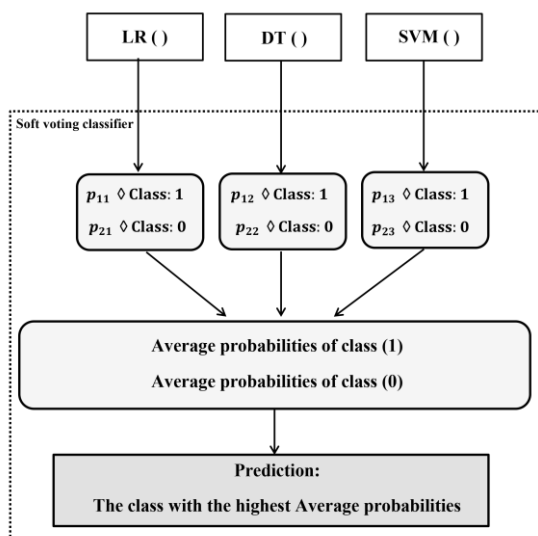 LR ( ) DT ( ) SVM ( )
Soft voting classifier
p₁₁ ◊ Class: 1 p₁₂ ◊ Class: 1 p₁₃ ◊ Class: 1
p₂₁ ◊ Class: 0 p₂₂ ◊ Class: 0 p₂₃ ◊ Class: 0
Average probabilities of class (1)
Average probabilities of class (0)
Prediction:
The class with the highest Average probabilities